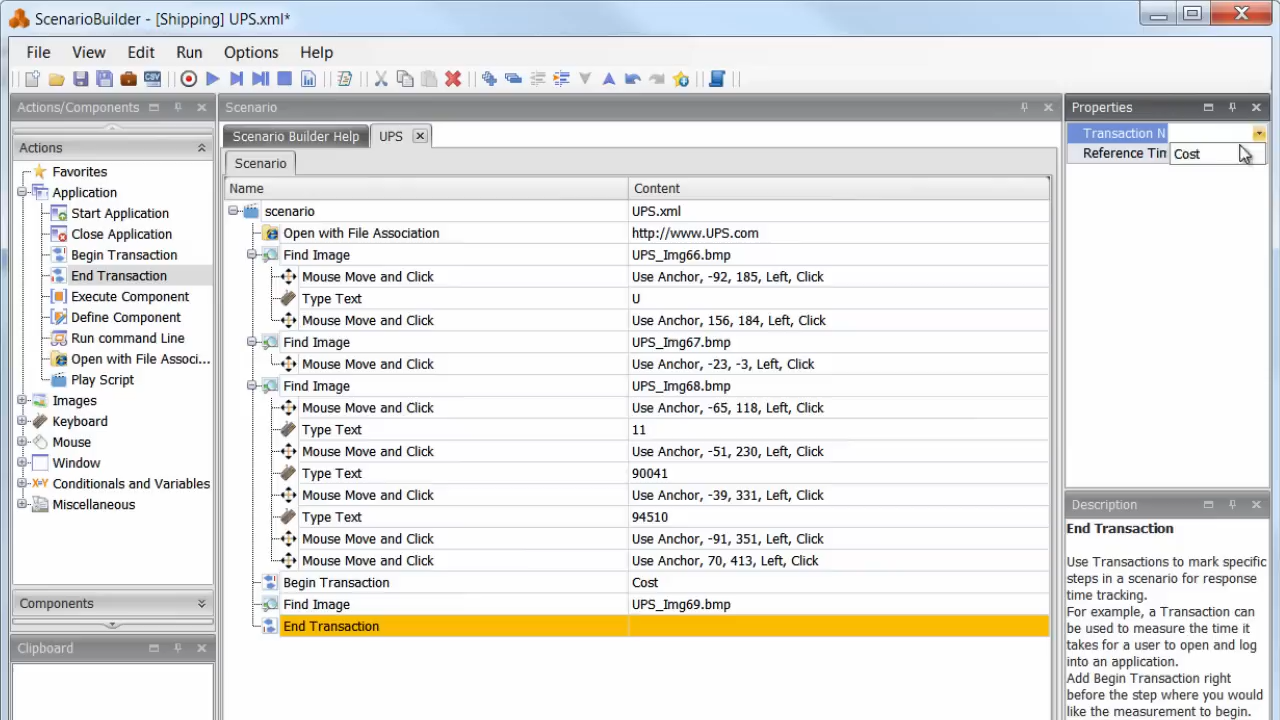 ScenarioBuilder - [Shipping] UPS.xml*
File View Edit Run Options Help
CSV
Actions/Components
Actions
Favorites
Application
Start Application
Close Application
Begin Transaction
End Transaction
Execute Component
Define Component
Run command Line
Open with File Associ...
Play Script
Images
Keyboard
Mouse
Window
Conditionals and Variables
Miscellaneous
Components
Clipboard
Scenario
Scenario Builder Help UPS
Scenario
Name Content
scenario UPS.xml
Open with File Association http://www.UPS.com
Find Image UPS_Img66.bmp
Mouse Move and Click Use Anchor, -92, 185, Left, Click
Type Text U
Mouse Move and Click Use Anchor, 156, 184, Left, Click
Find Image UPS_Img67.bmp
Mouse Move and Click Use Anchor, -23, -3, Left, Click
Find Image UPS_Img68.bmp
Mouse Move and Click Use Anchor, -65, 118, Left, Click
Type Text 11
Mouse Move and Click Use Anchor, -51, 230, Left, Click
Type Text 90041
Mouse Move and Click Use Anchor, -39, 331, Left, Click
Type Text 94510
Mouse Move and Click Use Anchor, -91, 351, Left, Click
Mouse Move and Click Use Anchor, 70, 413, Left, Click
Begin Transaction Cost
Find Image UPS_Img69.bmp
End Transaction
Properties
Transaction N
Reference Tim Cost
Description
End Transaction
Use Transactions to mark specific
steps in a scenario for response
time tracking.
For example, a Transaction can
be used to measure the time it
takes for a user to open and log
into an application.
Add Begin Transaction right
before the step where you would
like the measurement to begin.